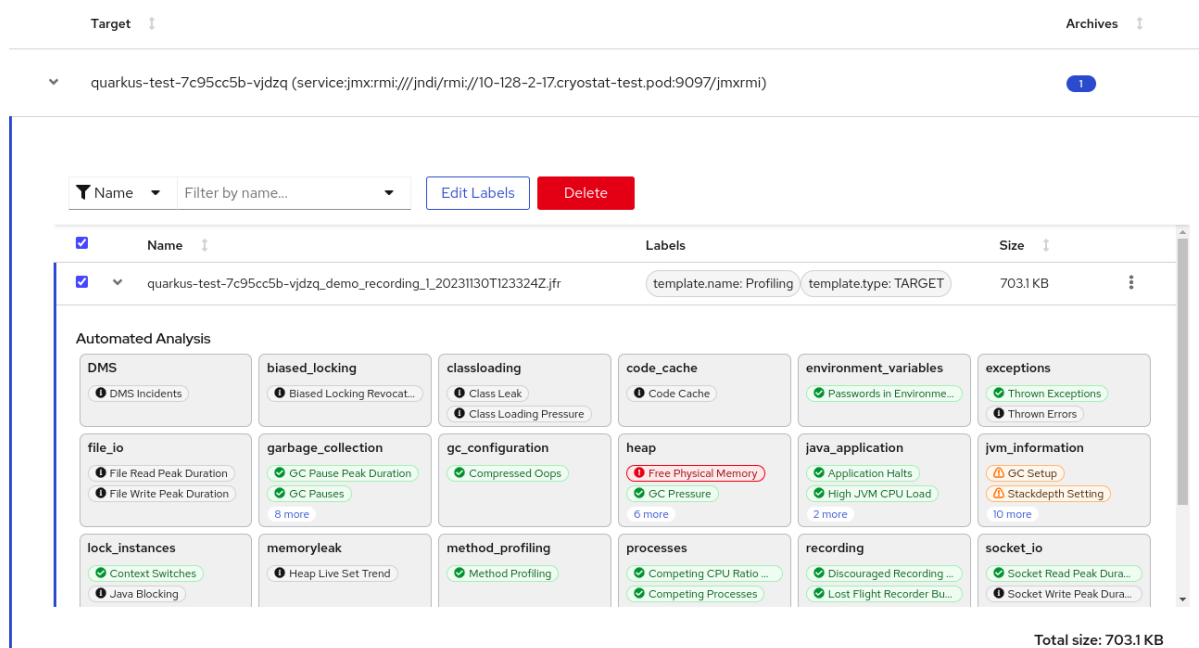 Target Archives
quarkus-test-7c95cc5b-vjdzq (service:jmx:rmi:///jndi/rmi://10-128-2-17.cryostat-test.pod:9097/jmxrmi) 1
Name Filter by name... Edit Labels Delete
Name Labels Size
quarkus-test-7c95cc5b-vjdzq_demo_recording_1_20231130T123324Z.jfr template.name: Profiling template.type: TARGET 703.1 KB
Automated Analysis
DMS biased_locking classloading code_cache environment_variables exceptions
DMS Incidents Biased Locking Revocat... Class Leak Code Cache Passwords in Environme... Thrown Exceptions
Class Loading Pressure Thrown Errors
file_io garbage_collection gc_configuration heap java_application jvm_information
File Read Peak Duration GC Pause Peak Duration Compressed Oops Free Physical Memory Application Halts GC Setup
File Write Peak Duration GC Pauses GC Pressure High JVM CPU Load Stackdepth Setting
8 more 6 more 2 more 10 more
lock_instances memoryleak method_profiling processes recording socket_io
Context Switches Heap Live Set Trend Method Profiling Competing CPU Ratio ... Discouraged Recording ... Socket Read Peak Dura...
Java Blocking Competing Processes Lost Flight Recorder Bu... Socket Write Peak Dura...
Total size: 703.1 KB